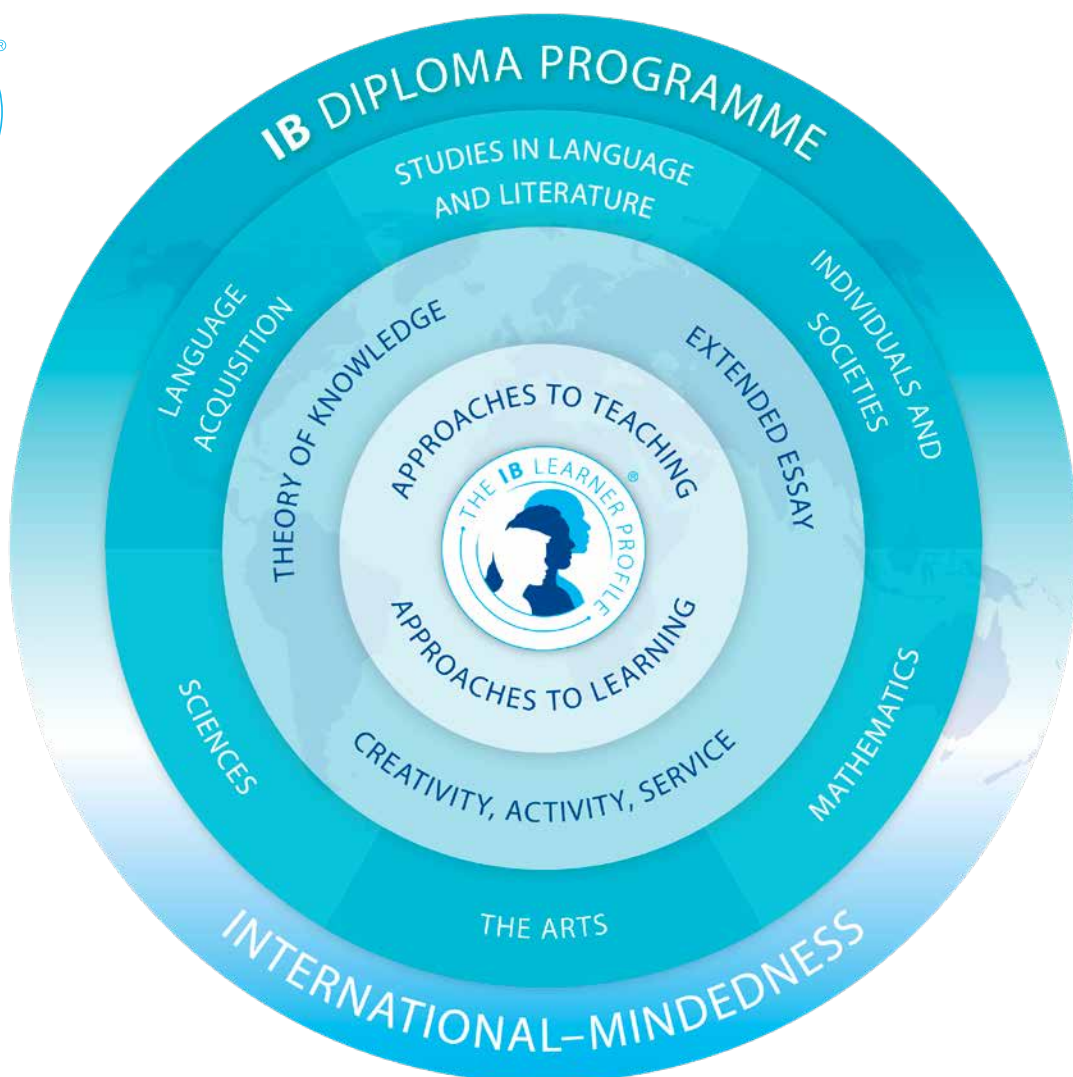 ®
IB DIPLOMA PROGRAMME
STUDIES IN LANGUAGE
AND LITERATURE
LANGUAGE
ACQUISITION
INDIVIDUALS AND
SOCIETIES
THEORY OF KNOWLEDGE
EXTENDED ESSAY
APPROACHES TO TEACHING
THE IB LEARNER PROFILE ®
APPROACHES TO LEARNING
CREATIVITY, ACTIVITY, SERVICE
SCIENCES
MATHEMATICS
THE ARTS
INTERNATIONAL–MINDEDNESS